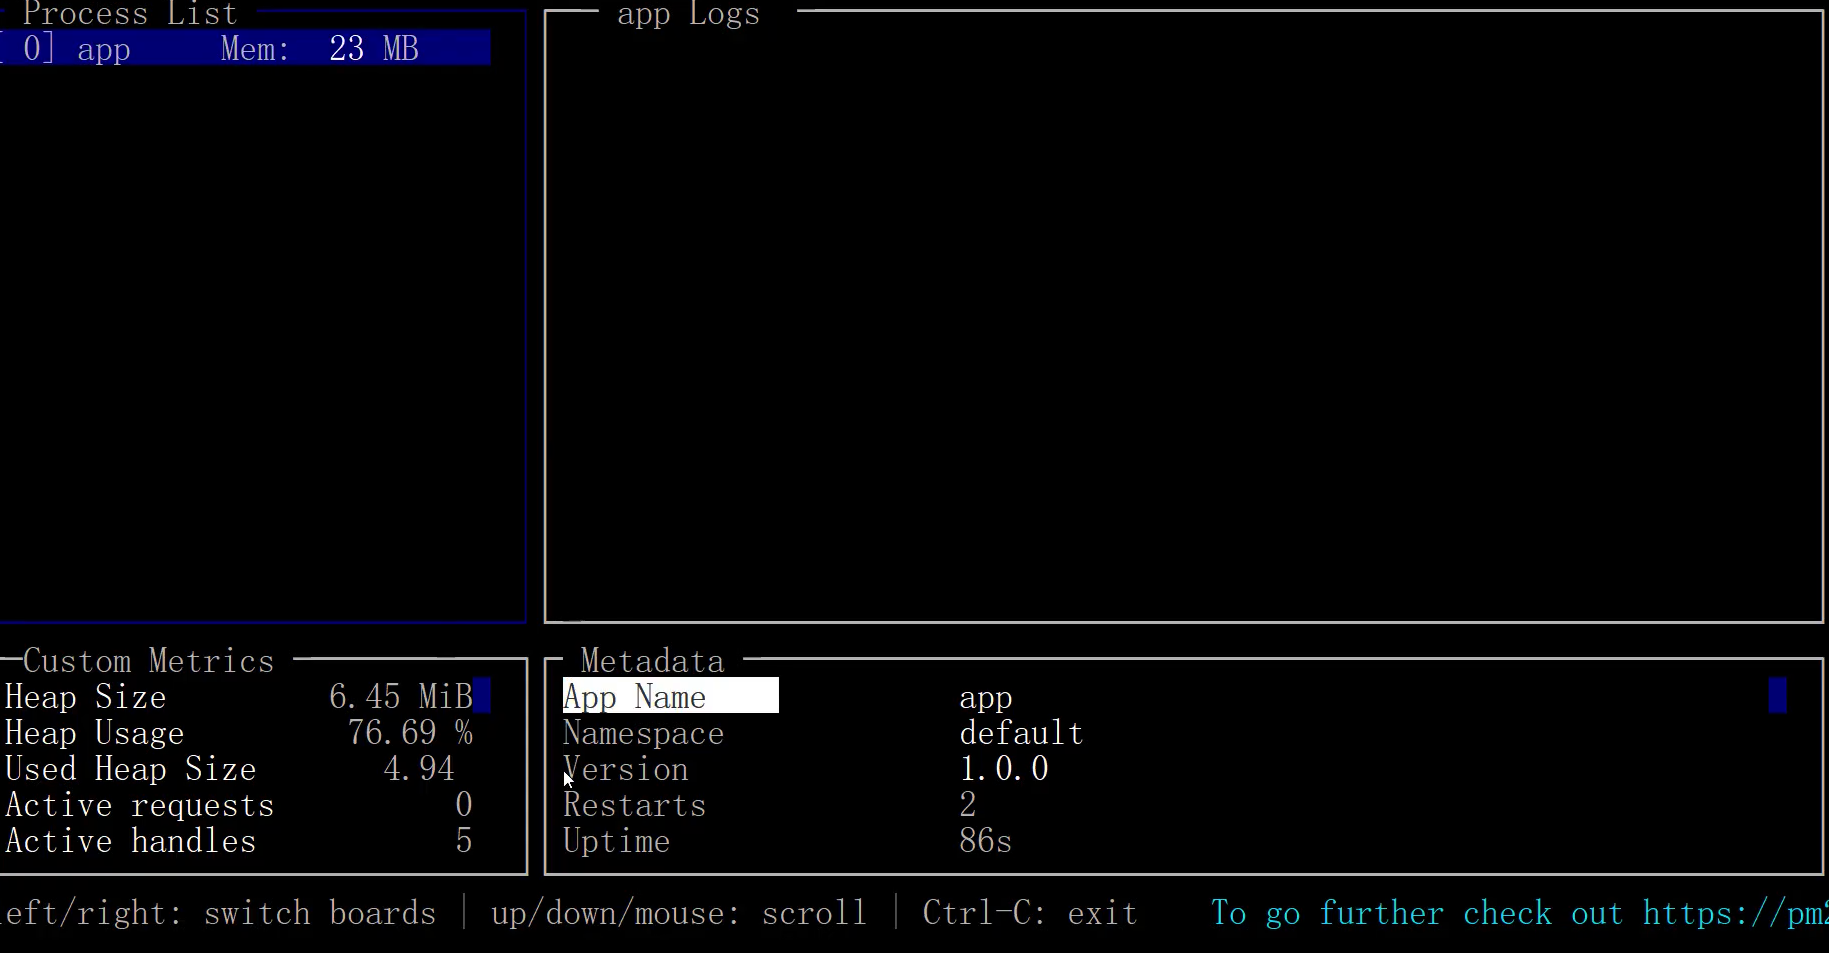 Process List
[ 0] app Mem: 23 MB
app Logs
Custom Metrics
Heap Size 6.45 MiB
Heap Usage 76.69 %
Used Heap Size 4.94
Active requests 0
Active handles 5
Metadata
App Name app
Namespace default
Version 1.0.0
Restarts 2
Uptime 86s
left/right: switch boards | up/down/mouse: scroll | Ctrl-C: exit To go further check out https://pm2